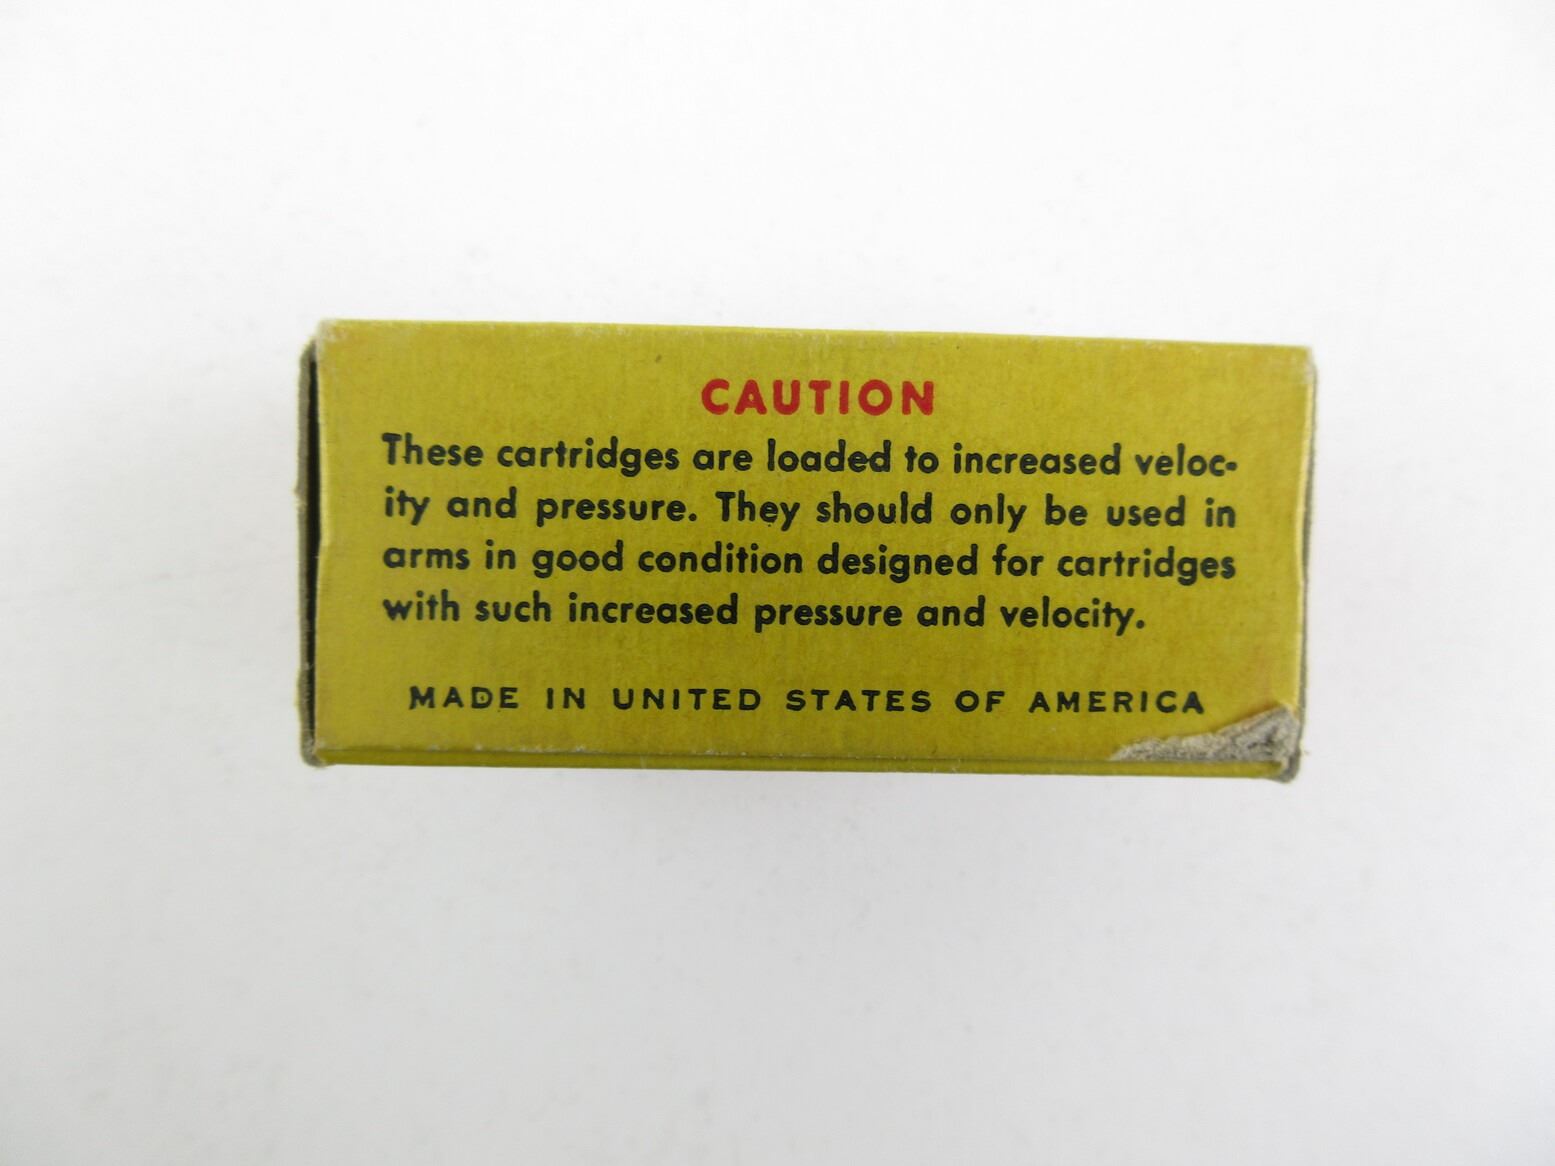 CAUTION
These cartridges are loaded to increased veloc-
ity and pressure. They should only be used in
arms in good condition designed for cartridges
with such increased pressure and velocity.
MADE IN UNITED STATES OF AMERICA